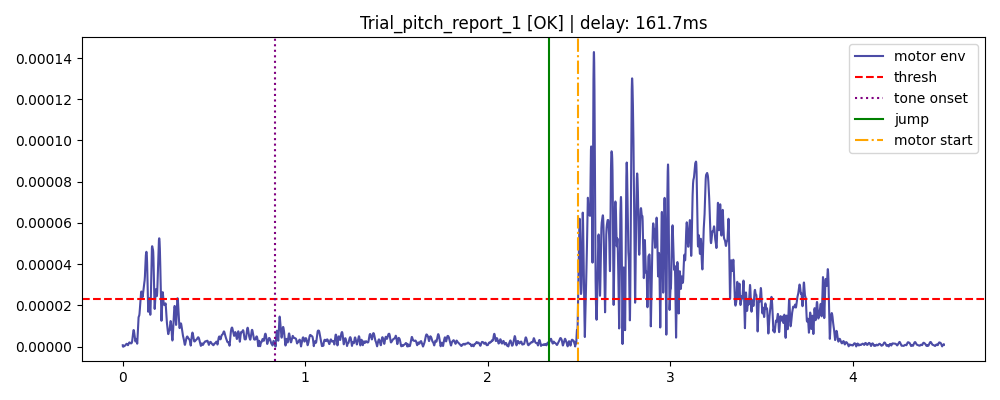 Trial_pitch_report_1 [OK] | delay: 161.7ms
0.00014
0.00012
0.00010
0.00008
0.00006
0.00004
0.00002
0.00000
motor env
thresh
tone onset
jump
motor start
0 1 2 3 4